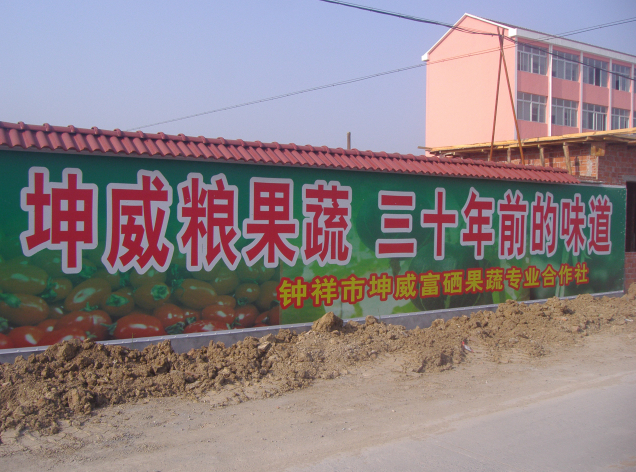 坤威粮果蔬 三十年前的味道
钟祥市坤威富硒果蔬专业合作社